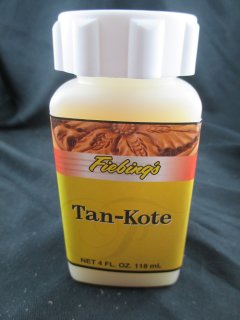 Fiebing's
Tan-Kote
NET 4 FL. OZ. 118 mL